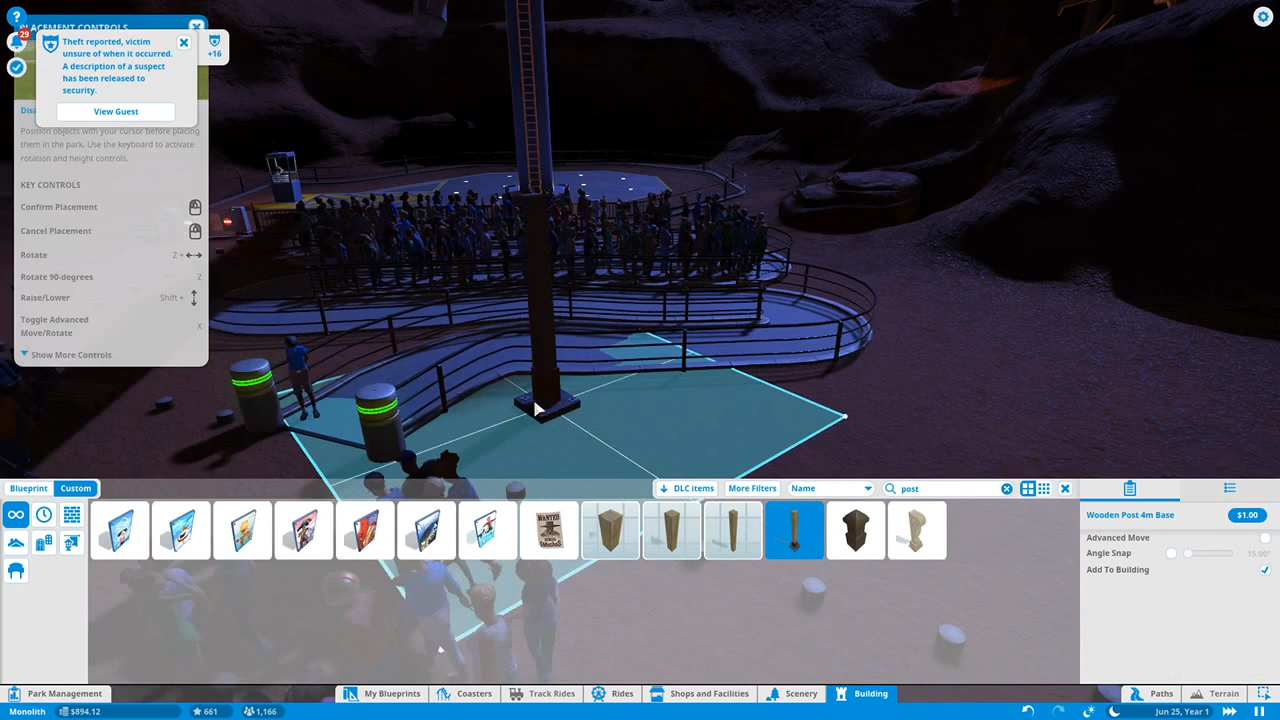 ?
PLACEMENT CONTROLS
29
Theft reported, victim
unsure of when it occurred.
A description of a suspect
has been released to
security.
View Guest
+16
Disa
Position objects with your cursor before placing
them in the park. Use the keyboard to activate
rotation and height controls.
KEY CONTROLS
Confirm Placement
Cancel Placement
Rotate Z +
Rotate 90-degrees Z
Raise/Lower Shift +
Toggle Advanced
Move/Rotate X
Show More Controls
Blueprint Custom
DLC items More Filters Name post
WANTED
Wooden Post 4m Base $1.00
Advanced Move
Angle Snap 15.00°
Add To Building
Park Management My Blueprints Coasters Track Rides Rides Shops and Facilities Scenery Building Paths Terrain
Monolith $894.12 661 1,166 Jun 25, Year 1